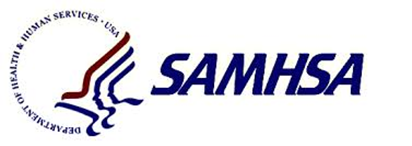 DEPARTMENT OF HEALTH & HUMAN SERVICES · USA
SAMHSA